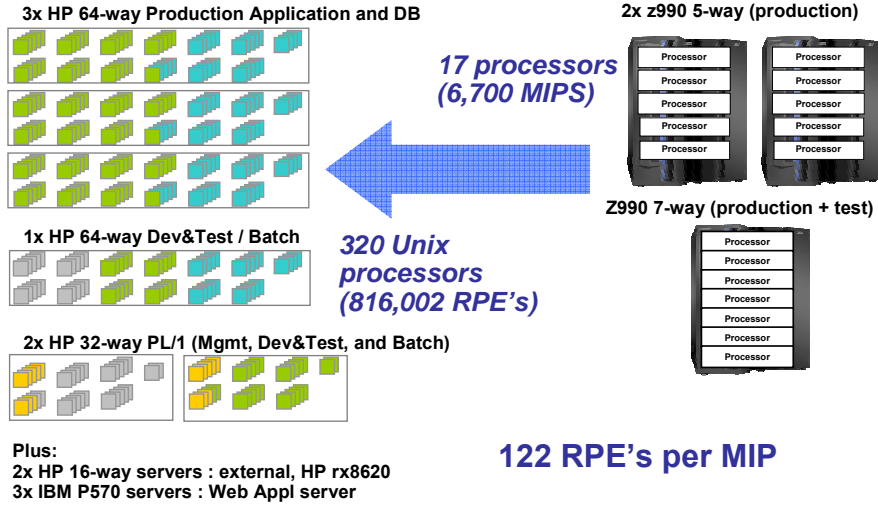 3x HP 64-way Production Application and DB
2x z990 5-way (production)
17 processors
(6,700 MIPS)
Processor
Processor
Processor
Processor
Processor
Processor
Processor
Processor
Processor
Processor
Z990 7-way (production + test)
Processor
Processor
Processor
Processor
Processor
Processor
Processor
1x HP 64-way Dev&Test / Batch
320 Unix
processors
(816,002 RPE's)
2x HP 32-way PL/1 (Mgmt, Dev&Test, and Batch)
Plus:
2x HP 16-way servers : external, HP rx8620
3x IBM P570 servers : Web Appl server
122 RPE's per MIP